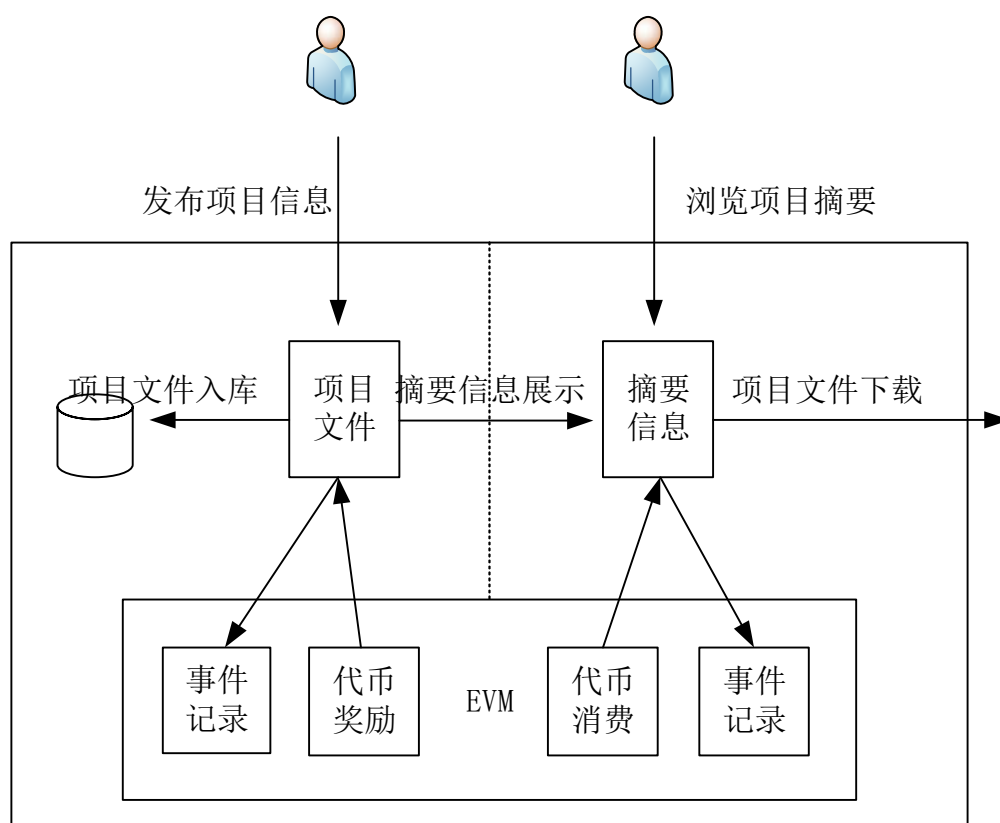 发布项目信息
浏览项目摘要
项目文件入库
项目
文件
摘要信息展示
摘要
信息
项目文件下载
事件
记录
代币
奖励
EVM
代币
消费
事件
记录